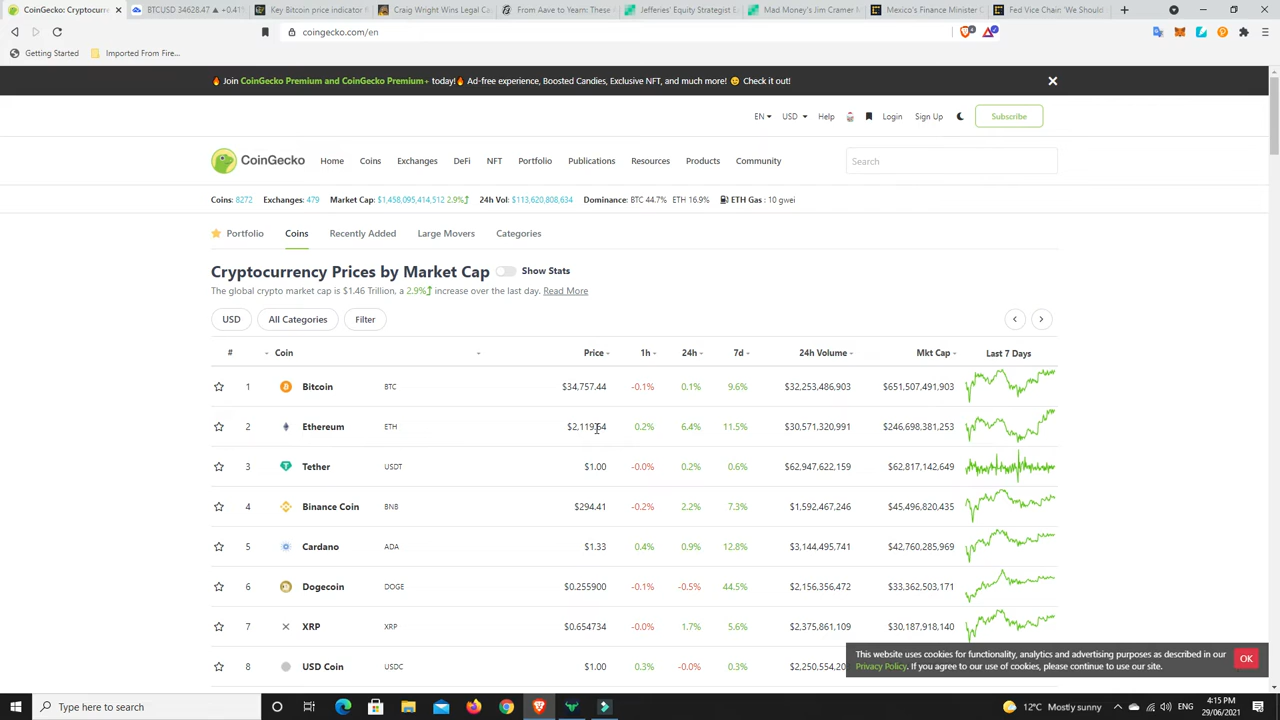 CoinGecko: Cryptocurrenc
BTCUSD 34628.47 ▲ +0.41%
Key Bitcoin price indicator f
Craig Wright Wins Legal Ca
From Aave to Yearn: These A
Jefferies' Equity Strategist E
Mad Money's Jim Cramer M
Mexico's Finance Minister C
Fed Vice Chair: 'We Should
coingecko.com/en
Getting Started
Imported From Fire...
Join CoinGecko Premium and CoinGecko Premium+ today! Ad-free experience, Boosted Candies, Exclusive NFT, and much more! Check it out!
EN USD Help Login Sign Up Subscribe
CoinGecko Home Coins Exchanges DeFi NFT Portfolio Publications Resources Products Community Search
Coins: 8272 Exchanges: 479 Market Cap: $1,458,095,414,512 2.9% 24h Vol: $113,620,808,634 Dominance: BTC 44.7% ETH 16.9% ETH Gas : 10 gwei
Portfolio Coins Recently Added Large Movers Categories
Cryptocurrency Prices by Market Cap Show Stats
The global crypto market cap is $1.46 Trillion, a 2.9% increase over the last day. Read More
USD All Categories Filter
# Coin Price 1h 24h 7d 24h Volume Mkt Cap Last 7 Days
1 Bitcoin BTC $34,757.44 -0.1% 0.1% 9.6% $32,253,486,903 $651,507,491,903
2 Ethereum ETH 0.2% 6.4% 11.5% $30,571,320,991 $246,698,381,253
3 Tether USDT $1.00 -0.0% 0.2% 0.6% $62,947,622,159 $62,817,142,649
4 Binance Coin BNB $294.41 -0.2% 2.2% 7.3% $1,592,467,246 $45,496,820,435
5 Cardano ADA $1.33 0.4% 0.9% 12.8% $3,144,495,741 $42,760,285,969
6 Dogecoin DOGE $0.255900 -0.1% -0.5% 44.5% $2,156,356,472 $33,362,503,171
7 XRP XRP $0.654734 -0.0% 1.7% 5.6% $2,375,861,109 $30,187,918,140
8 USD Coin USDC $1.00 0.3% -0.0% 0.3% $2,250,554,20
This website uses cookies for functionality, analytics and advertising purposes as described in our
Privacy Policy. If you agree to our use of cookies, please continue to use our site.
OK
Type here to search
12°C Mostly sunny
ENG
4:15 PM
29/06/2021